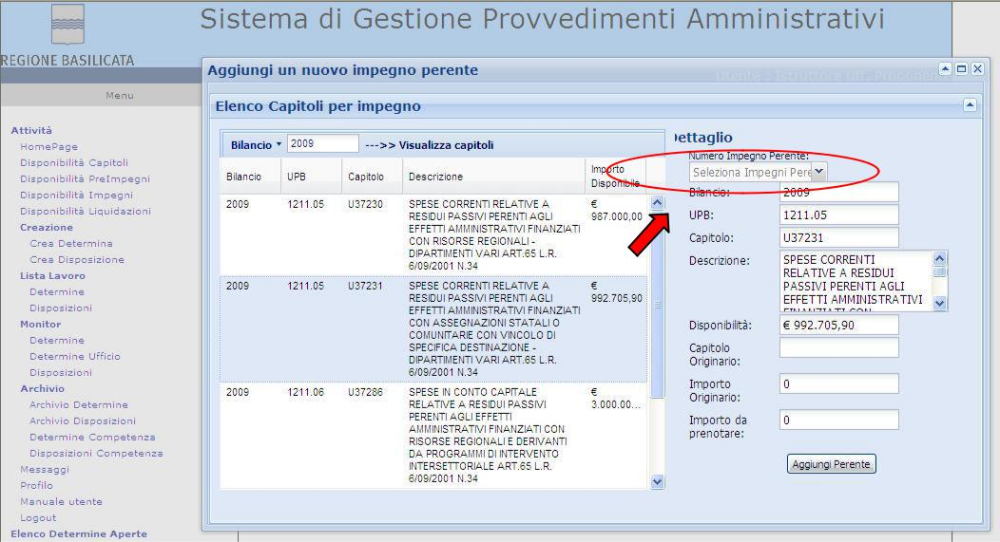 Sistema di Gestione Provvedimenti Amministrativi
REGIONE BASILICATA
Menu
Attività
HomePage
Disponibilità Capitoli
Disponibilità PreImpegni
Disponibilità Impegni
Disponibilità Liquidazioni
Creazione
Crea Determina
Crea Disposizione
Lista Lavoro
Determine
Disposizioni
Monitor
Determine
Determine Ufficio
Disposizioni
Archivio
Archivio Determine
Archivio Disposizioni
Determine Competenza
Disposizioni Competenza
Messaggi
Profilo
Manuale utente
Logout
Elenco Determine Aperte
Aggiungi un nuovo impegno perente
Utente : Istruttore Uff. Proponente
Elenco Capitoli per impegno
Bilancio 2009 --->> Visualizza capitoli
Bilancio UPB Capitolo Descrizione Importo Disponibile
2009 1211.05 U37230 SPESE CORRENTI RELATIVE A €
RESIDUI PASSIVI PERENTI AGLI 987.000,00
EFFETTI AMMINISTRATIVI FINANZIATI
CON RISORSE REGIONALI -
DIPARTIMENTI VARI ART.65 L.R.
6/09/2001 N.34
2009 1211.05 U37231 SPESE CORRENTI RELATIVE A €
RESIDUI PASSIVI PERENTI AGLI 992.705,90
EFFETTI AMMINISTRATIVI FINANZIATI
CON ASSEGNAZIONI STATALI O
COMUNITARIE CON VINCOLO DI
SPECIFICA DESTINAZIONE -
DIPARTIMENTI VARI ART.65 L.R.
6/09/2001 N.34
2009 1211.06 U37286 SPESE IN CONTO CAPITALE €
RELATIVE A RESIDUI PASSIVI 3.000.00...
PERENTI AGLI EFFETTI
AMMINISTRATIVI FINANZIATI CON
RISORSE REGIONALI E DERIVANTI
DA PROGRAMMI DI INTERVENTO
INTERSETTORIALE ART.65 L.R.
6/09/2001 N.34
Dettaglio
Numero Impegno Perente:
Seleziona Impegni Pere
Bilancio: 2009
UPB: 1211.05
Capitolo: U37231
Descrizione: SPESE CORRENTI
RELATIVE A RESIDUI
PASSIVI PERENTI AGLI
EFFETTI AMMINISTRATIVI
FINANZIATI CON
Disponibilità: € 992.705,90
Capitolo
Originario:
Importo 0
Originario:
Importo da 0
prenotare:
Aggiungi Perente